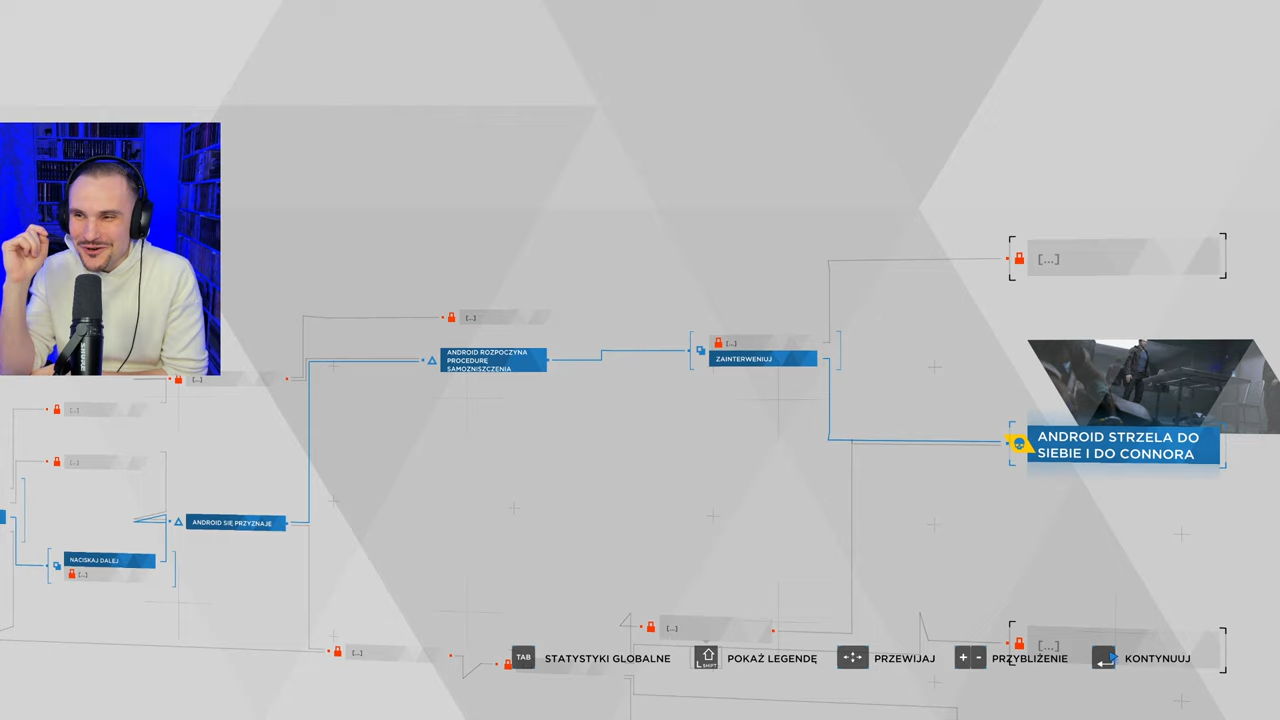 [...]
[...]
ANDROID ROZPOCZYNA
PROCEDURĘ
SAMOZNISZCZENIA
[...]
ZAINTERWENIUJ
[...]
[...]
[...]
ANDROID STRZELA DO
SIEBIE I DO CONNORA
ANDROID SIĘ PRZYZNAJE
NACISKAJ DALEJ
[...]
[...]
[...]
[...]
TAB STATYSTYKI GLOBALNE
L SHIFT POKAŻ LEGENDĘ
PRZEWIJAJ
+ - PRZYBLIŻENIE
KONTYNUUJ